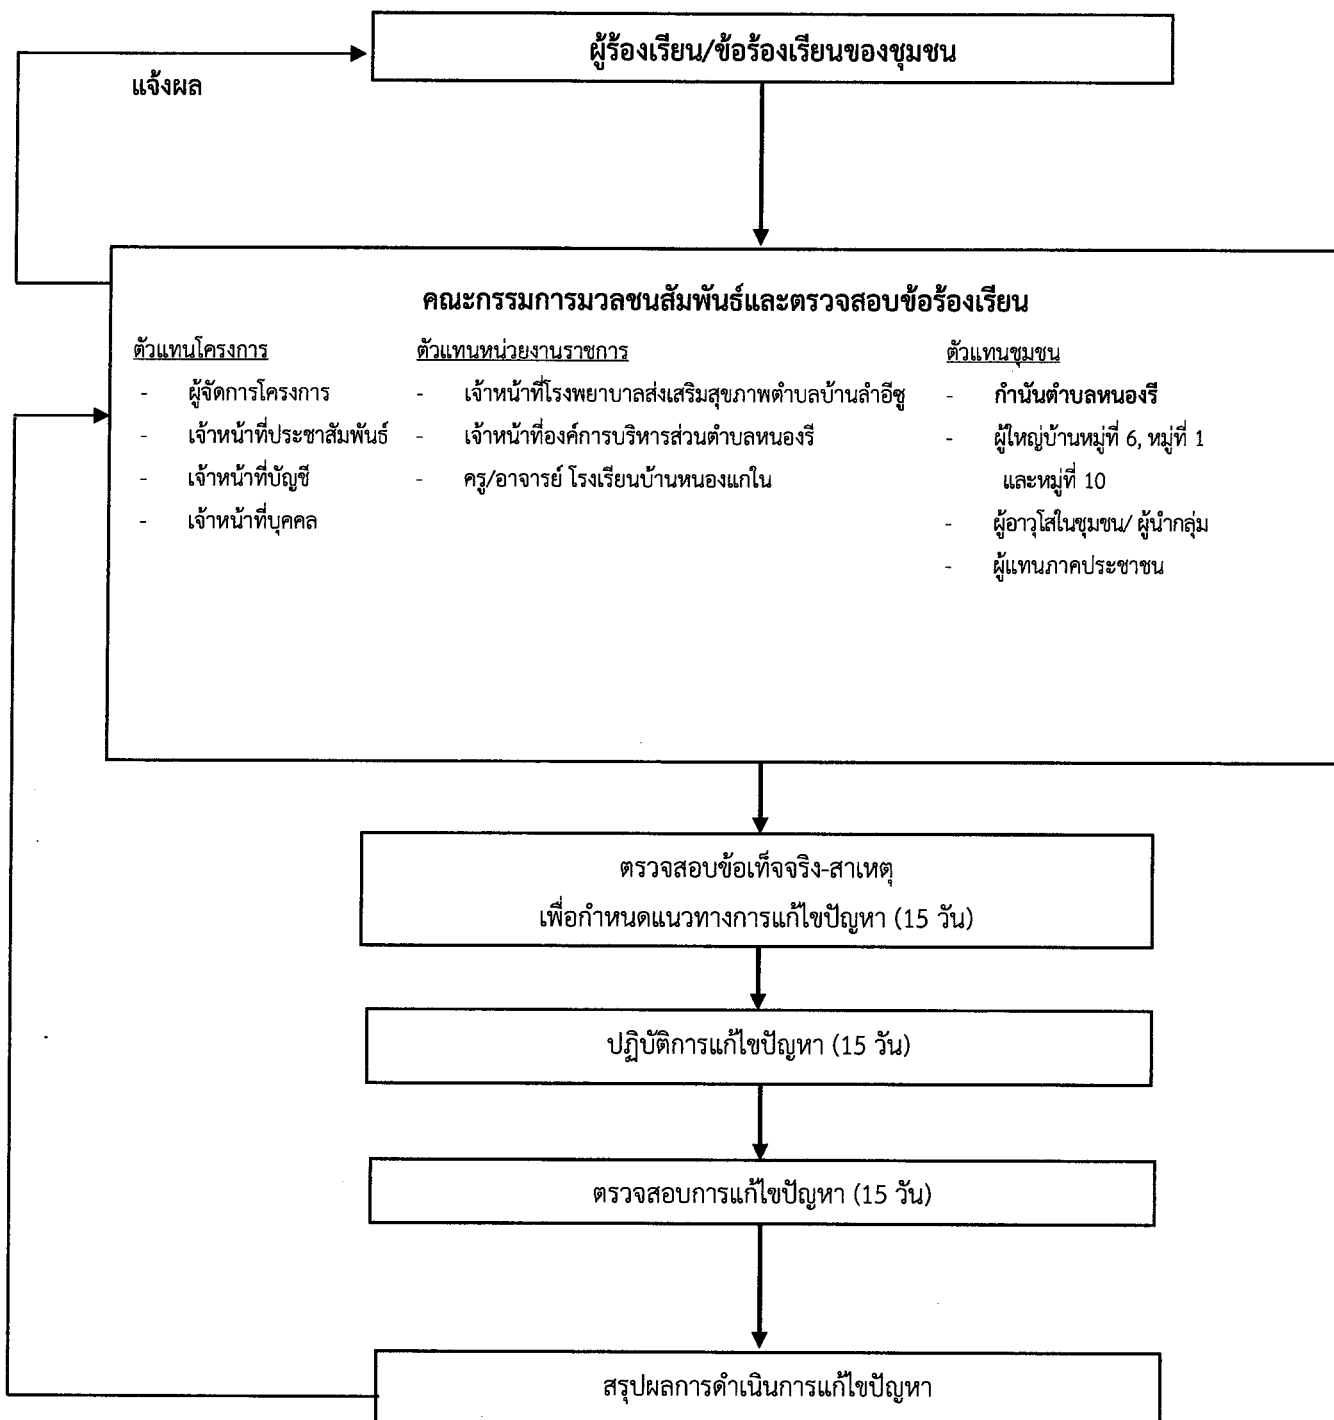 ผู้ร้องเรียน/ข้อร้องเรียนของชุมชน
แจ้งผล
คณะกรรมการมวลชนสัมพันธ์และตรวจสอบข้อร้องเรียน
ตัวแทนโครงการ
- ผู้จัดการโครงการ
- เจ้าหน้าที่ประชาสัมพันธ์
- เจ้าหน้าที่บัญชี
- เจ้าหน้าที่บุคคล
ตัวแทนหน่วยงานราชการ
- เจ้าหน้าที่โรงพยาบาลส่งเสริมสุขภาพตำบลบ้านลำอีซู
- เจ้าหน้าที่องค์การบริหารส่วนตำบลหนองรี
- ครู/อาจารย์ โรงเรียนบ้านหนองแกใน
ตัวแทนชุมชน
- กำนันตำบลหนองรี
- ผู้ใหญ่บ้านหมู่ที่ 6, หมู่ที่ 1
และหมู่ที่ 10
- ผู้อาวุโสในชุมชน/ ผู้นำกลุ่ม
- ผู้แทนภาคประชาชน
ตรวจสอบข้อเท็จจริง-สาเหตุ
เพื่อกำหนดแนวทางการแก้ไขปัญหา (15 วัน)
ปฏิบัติการแก้ไขปัญหา (15 วัน)
ตรวจสอบการแก้ไขปัญหา (15 วัน)
สรุปผลการดำเนินการแก้ไขปัญหา